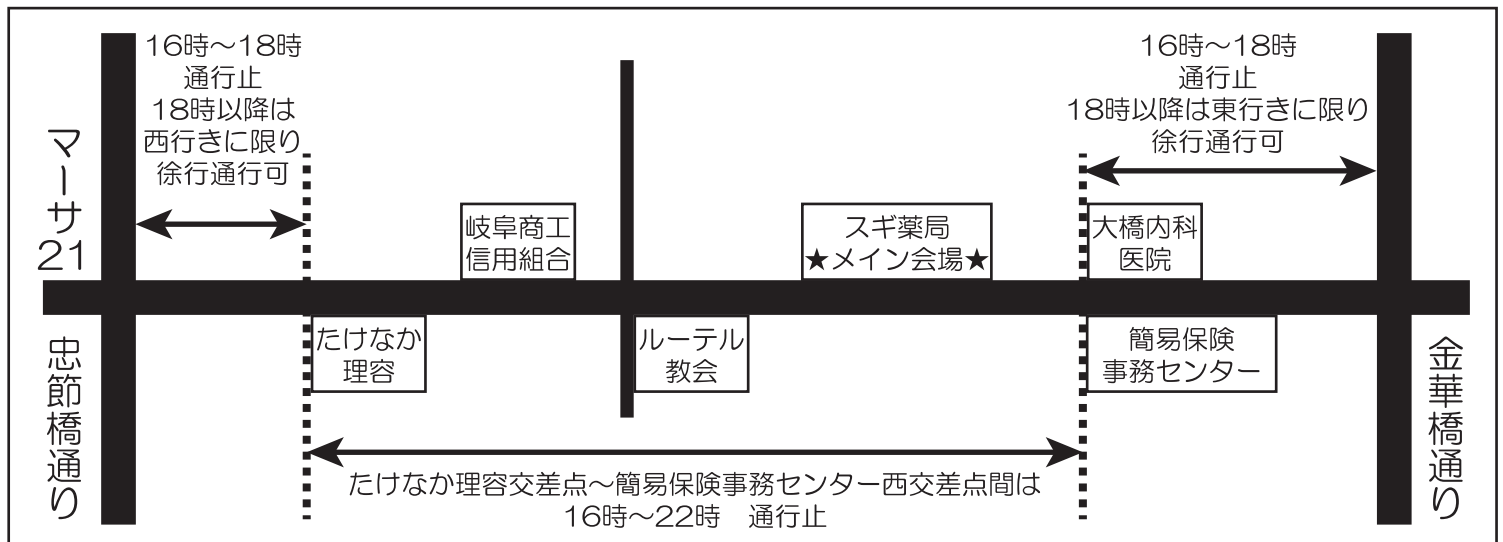 16時～18時
通行止
18時以降は
西行きに限り
徐行通行可
16時～18時
通行止
18時以降は東行きに限り
徐行通行可
マーサ21
岐阜商工
信用組合
スギ薬局
★メイン会場★
大橋内科
医院
たけなか
理容
ルーテル
教会
簡易保険
事務センター
忠節橋通り
金華橋通り
たけなか理容交差点～簡易保険事務センター西交差点間は
16時～22時　通行止